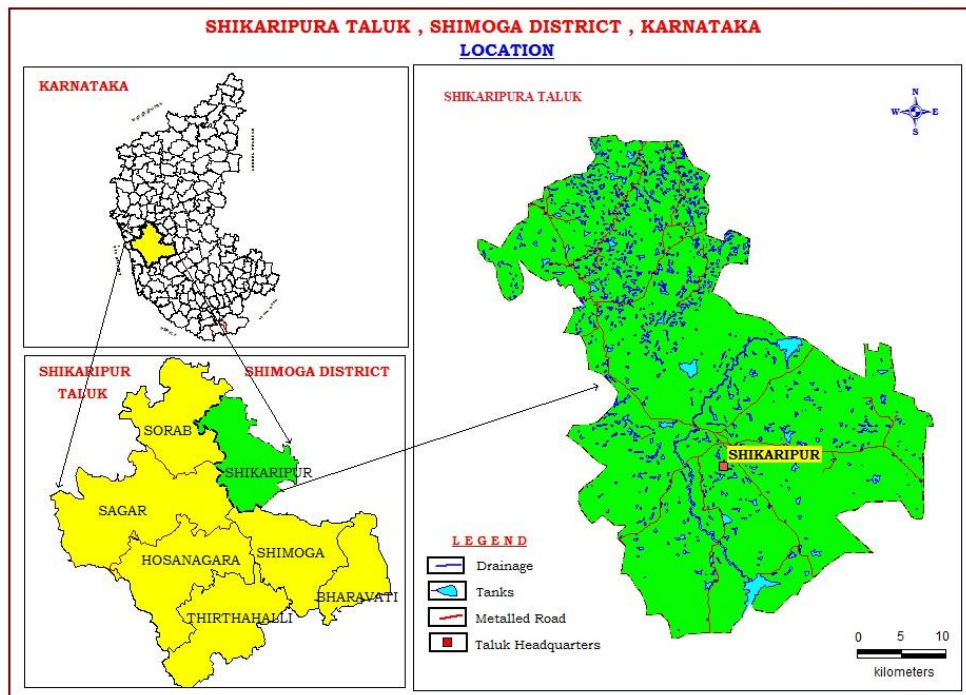 SHIKARIPURA TALUK , SHIMOGA DISTRICT , KARNATAKA
LOCATION
KARNATAKA
SHIKARIPURA TALUK
N
W E
S
SHIKARIPUR
TALUK
SHIMOGA DISTRICT
SORAB
SHIKARIPUR
SAGAR
HOSANAGARA
SHIMOGA
BHARAVATI
THIRTHAHALLI
SHIKARIPUR
LEGEND
Drainage
Tanks
Metalled Road
Taluk Headquarters
0 5 10
kilometers